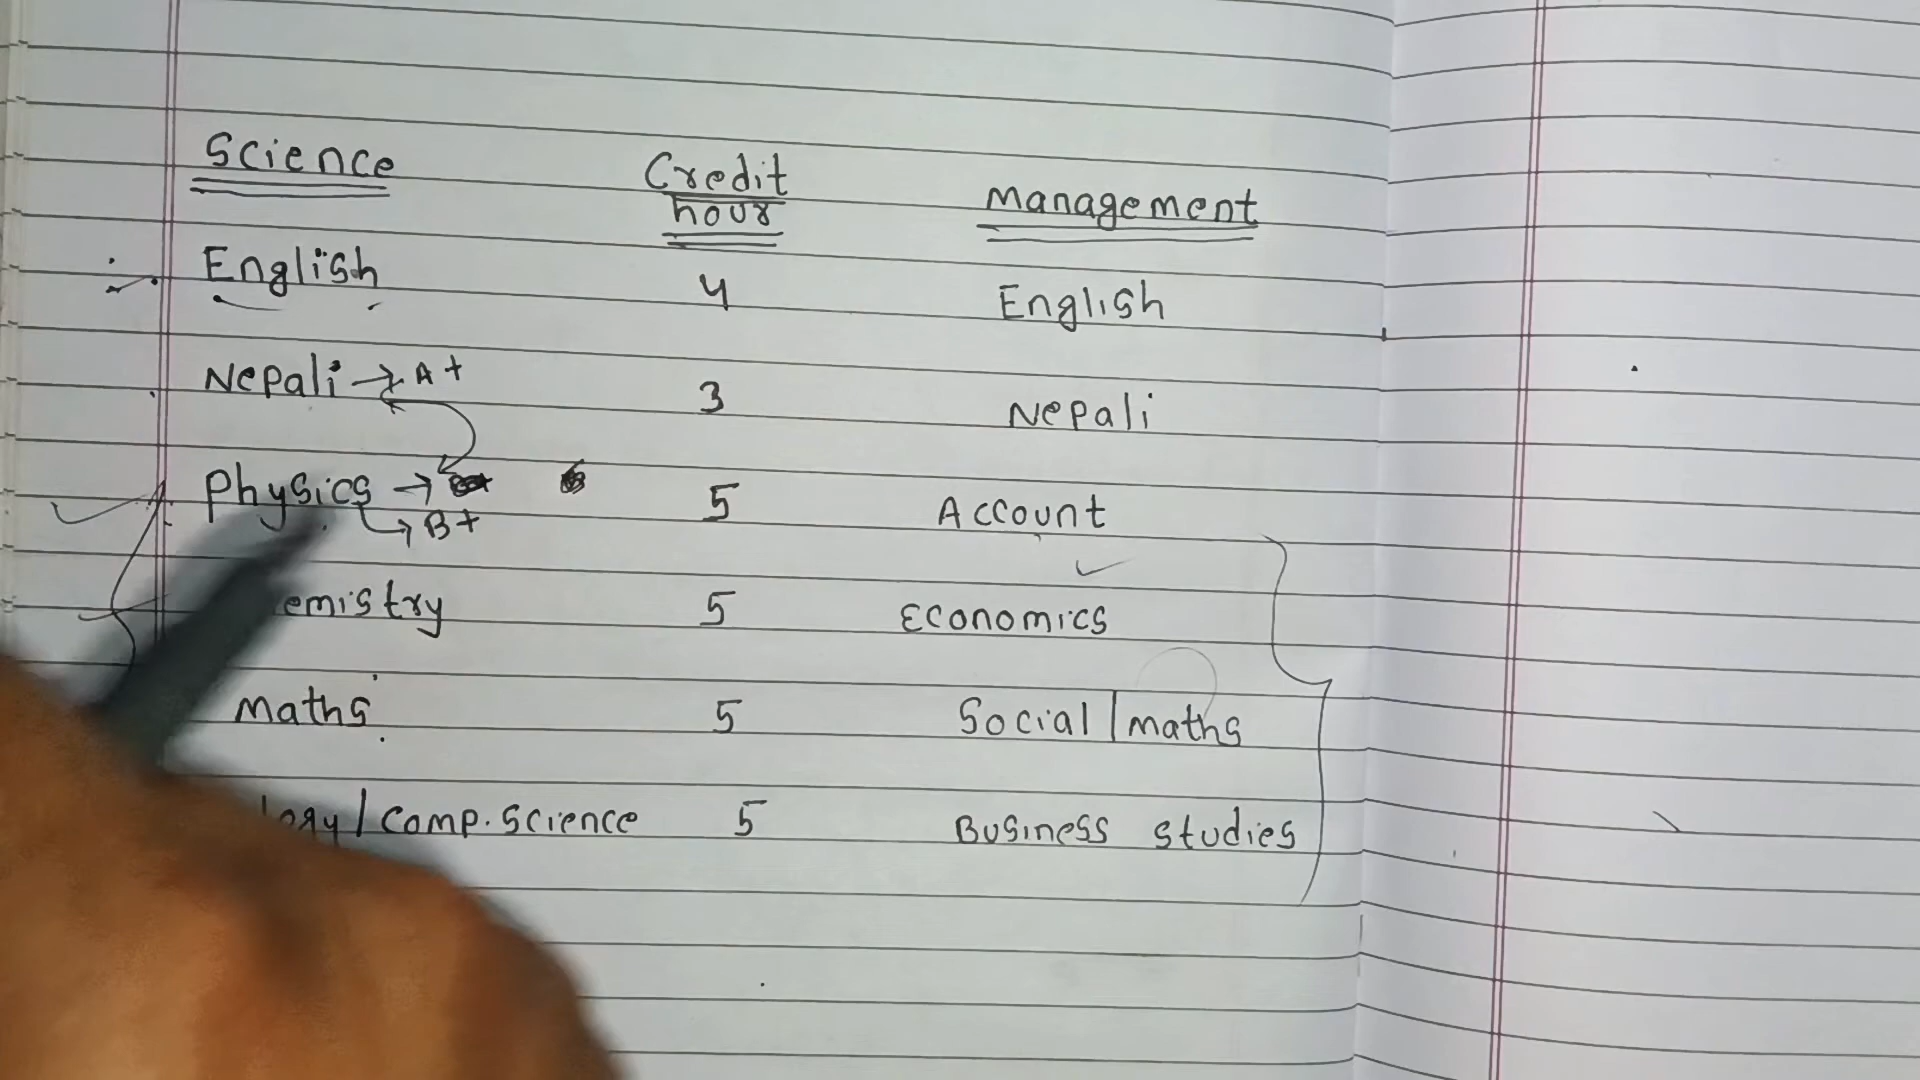 Science Credit hour Management
English 4 English
Nepali → A+ 3 Nepali
Physics → 5 Account
→ B+
emistry 5 Economics
Maths 5 Social | maths
logy / Comp. Science 5 Business studies